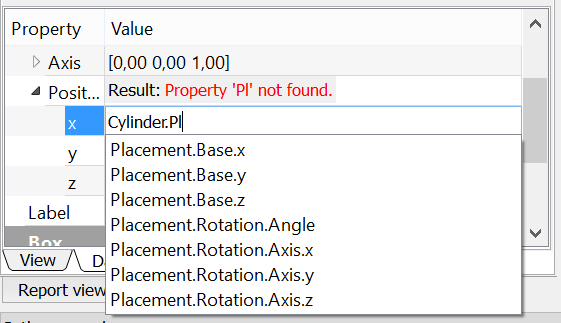 Property Value
Axis [0,00 0,00 1,00]
Posit... Result: Property 'Pl' not found.
x Cylinder.Pl
Placement.Base.x
y Placement.Base.y
z Placement.Base.z
Label Placement.Rotation.Angle
Box Placement.Rotation.Axis.x
View Da Placement.Rotation.Axis.y
Report view Placement.Rotation.Axis.z